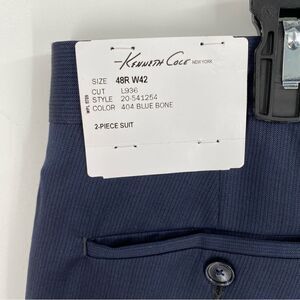 KENNETH COLE NEW YORK
SIZE 48R W42
CUT L936
STYLE 20-541254
COLOR 404 BLUE BONE
2-PIECE SUIT